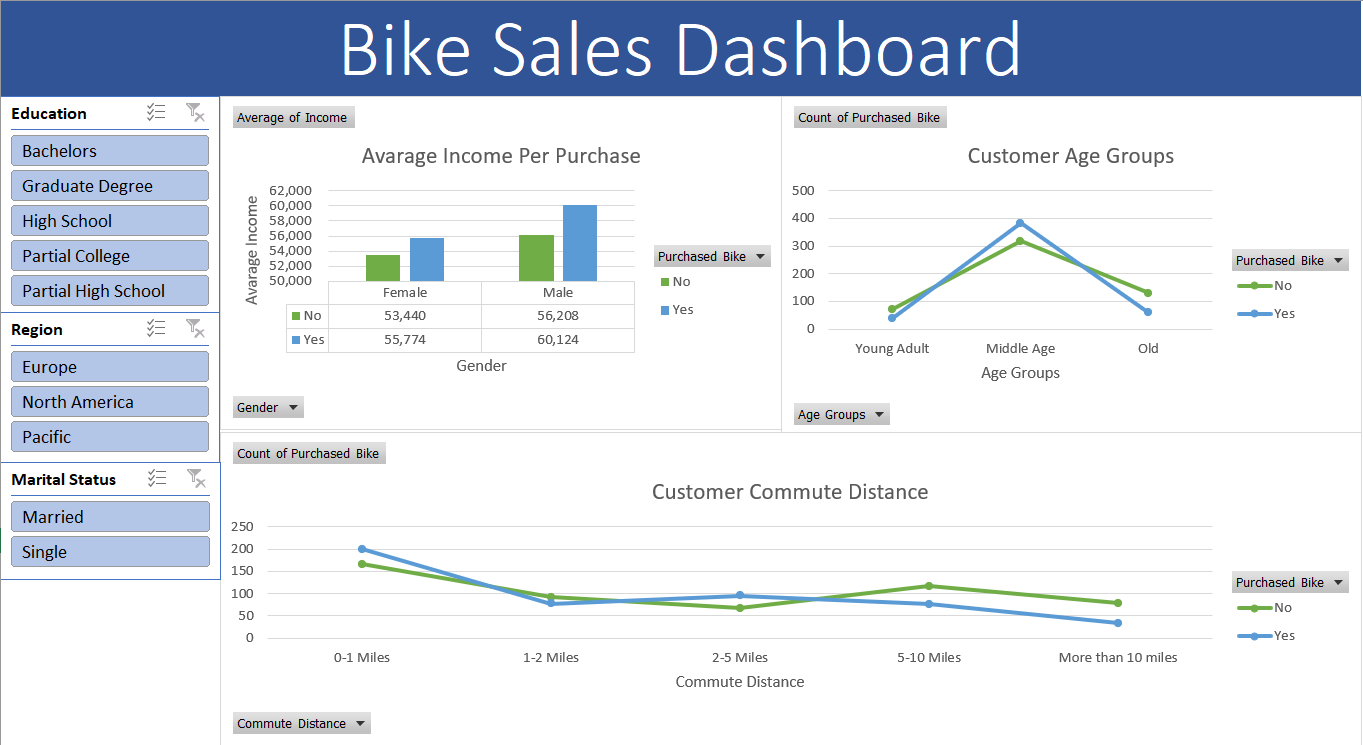 Bike Sales Dashboard
Education
Bachelors
Graduate Degree
High School
Partial College
Partial High School
Region
Europe
North America
Pacific
Marital Status
Married
Single
Average of Income
Avarage Income Per Purchase
Avarage Income
62,000
60,000
58,000
56,000
54,000
52,000
50,000
Female Male
No 53,440 56,208
Yes 55,774 60,124
Gender
Purchased Bike
No
Yes
Gender
Count of Purchased Bike
Customer Age Groups
500
400
300
200
100
0
Young Adult Middle Age Old
Age Groups
Purchased Bike
No
Yes
Age Groups
Count of Purchased Bike
Customer Commute Distance
250
200
150
100
50
0
0-1 Miles 1-2 Miles 2-5 Miles 5-10 Miles More than 10 miles
Commute Distance
Purchased Bike
No
Yes
Commute Distance